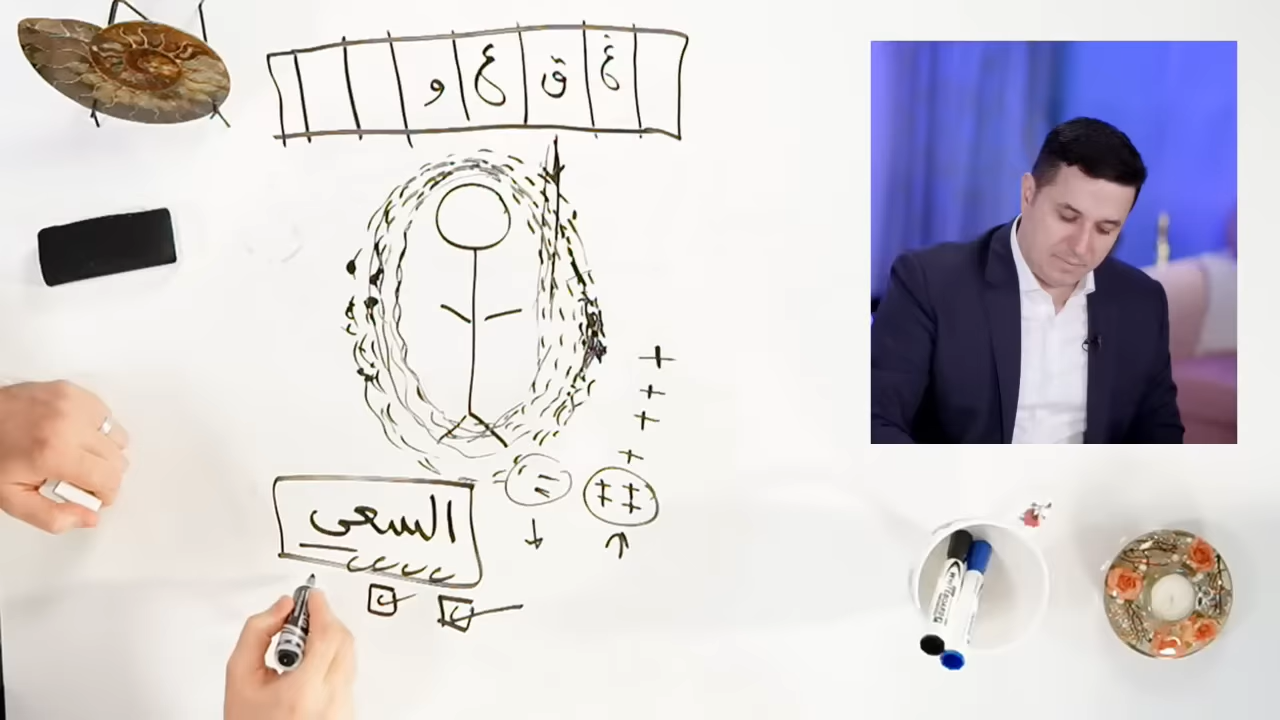 غ ق ع و
+
+
+
+
السعي